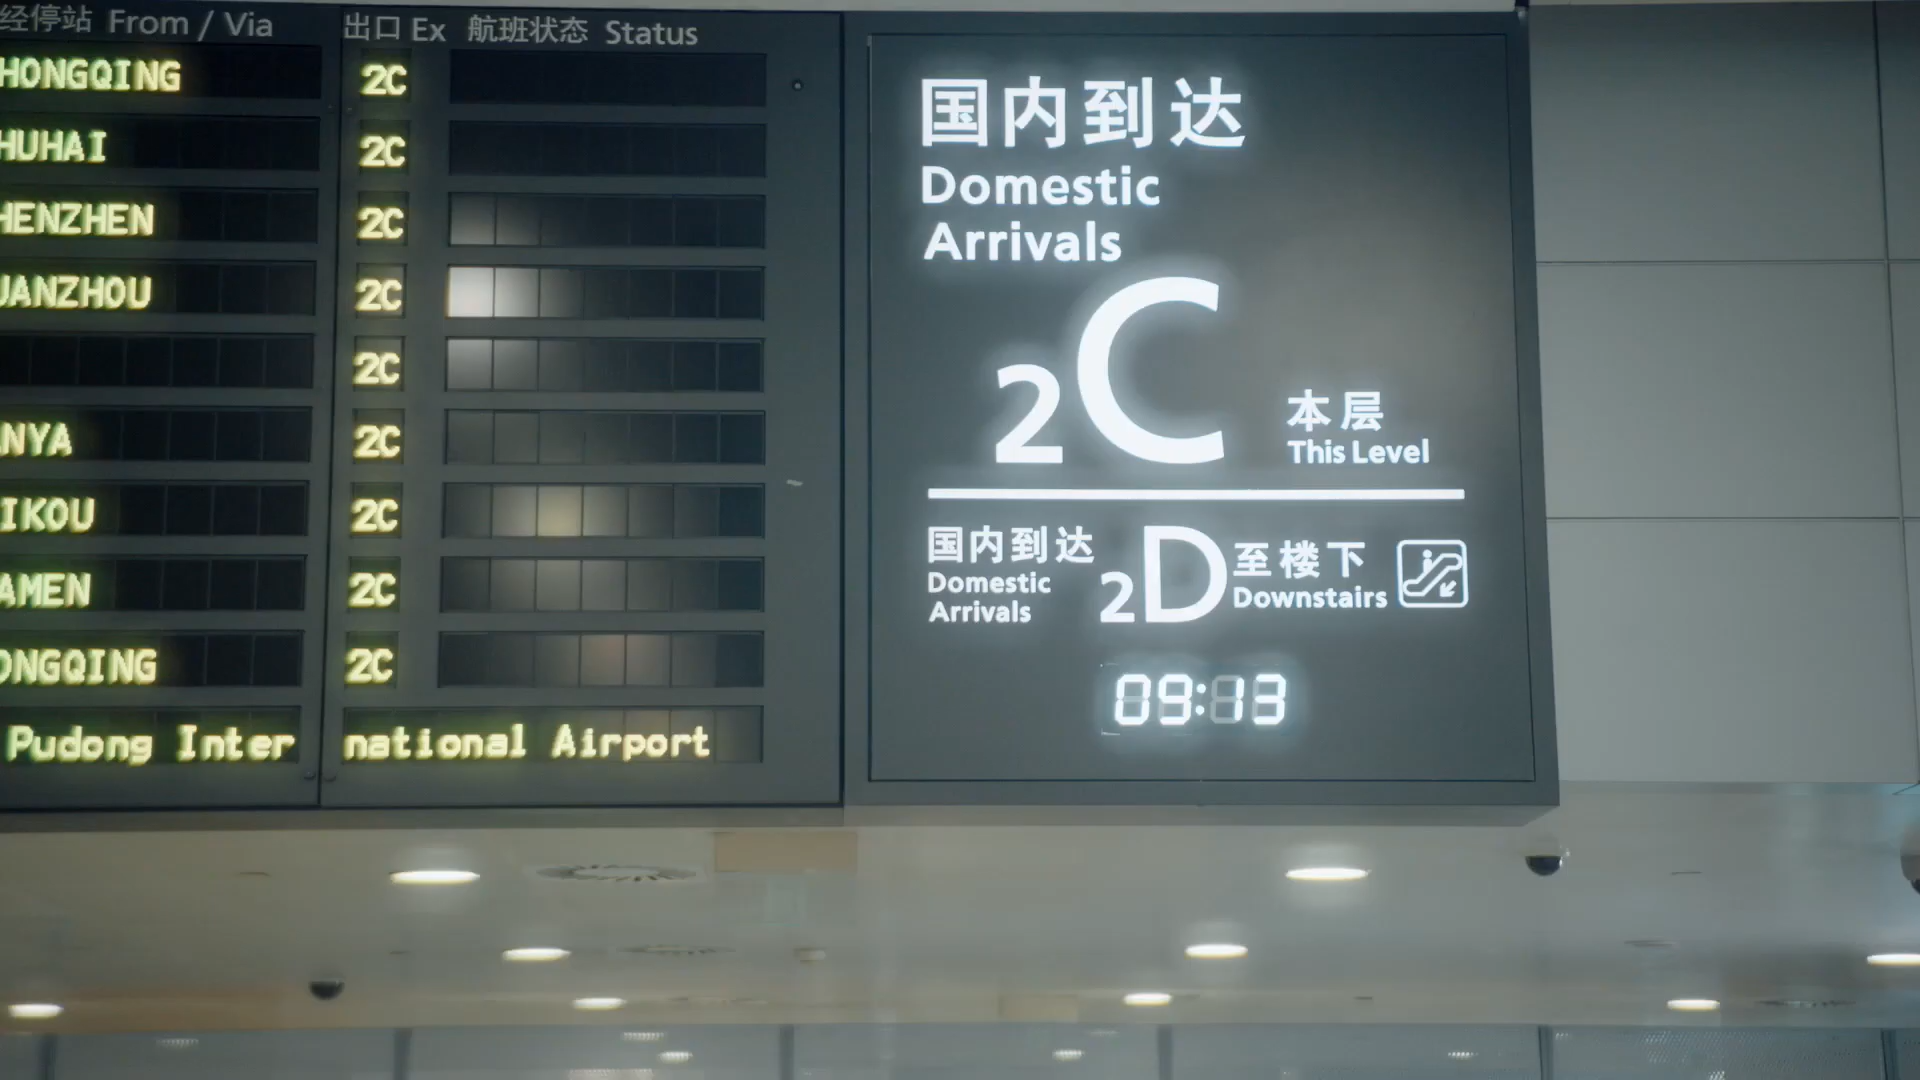 经停站 From / Via 出口 Ex 航班状态 Status
HONGQING 2C
HUHAI 2C
HENZHEN 2C
UANZHOU 2C
2C
NYA 2C
IKOU 2C
AMEN 2C
ONGQING 2C
Pudong International Airport
国内到达
Domestic
Arrivals
2C
本层
This Level
国内到达
Domestic
Arrivals
2D
至楼下
Downstairs
09:13